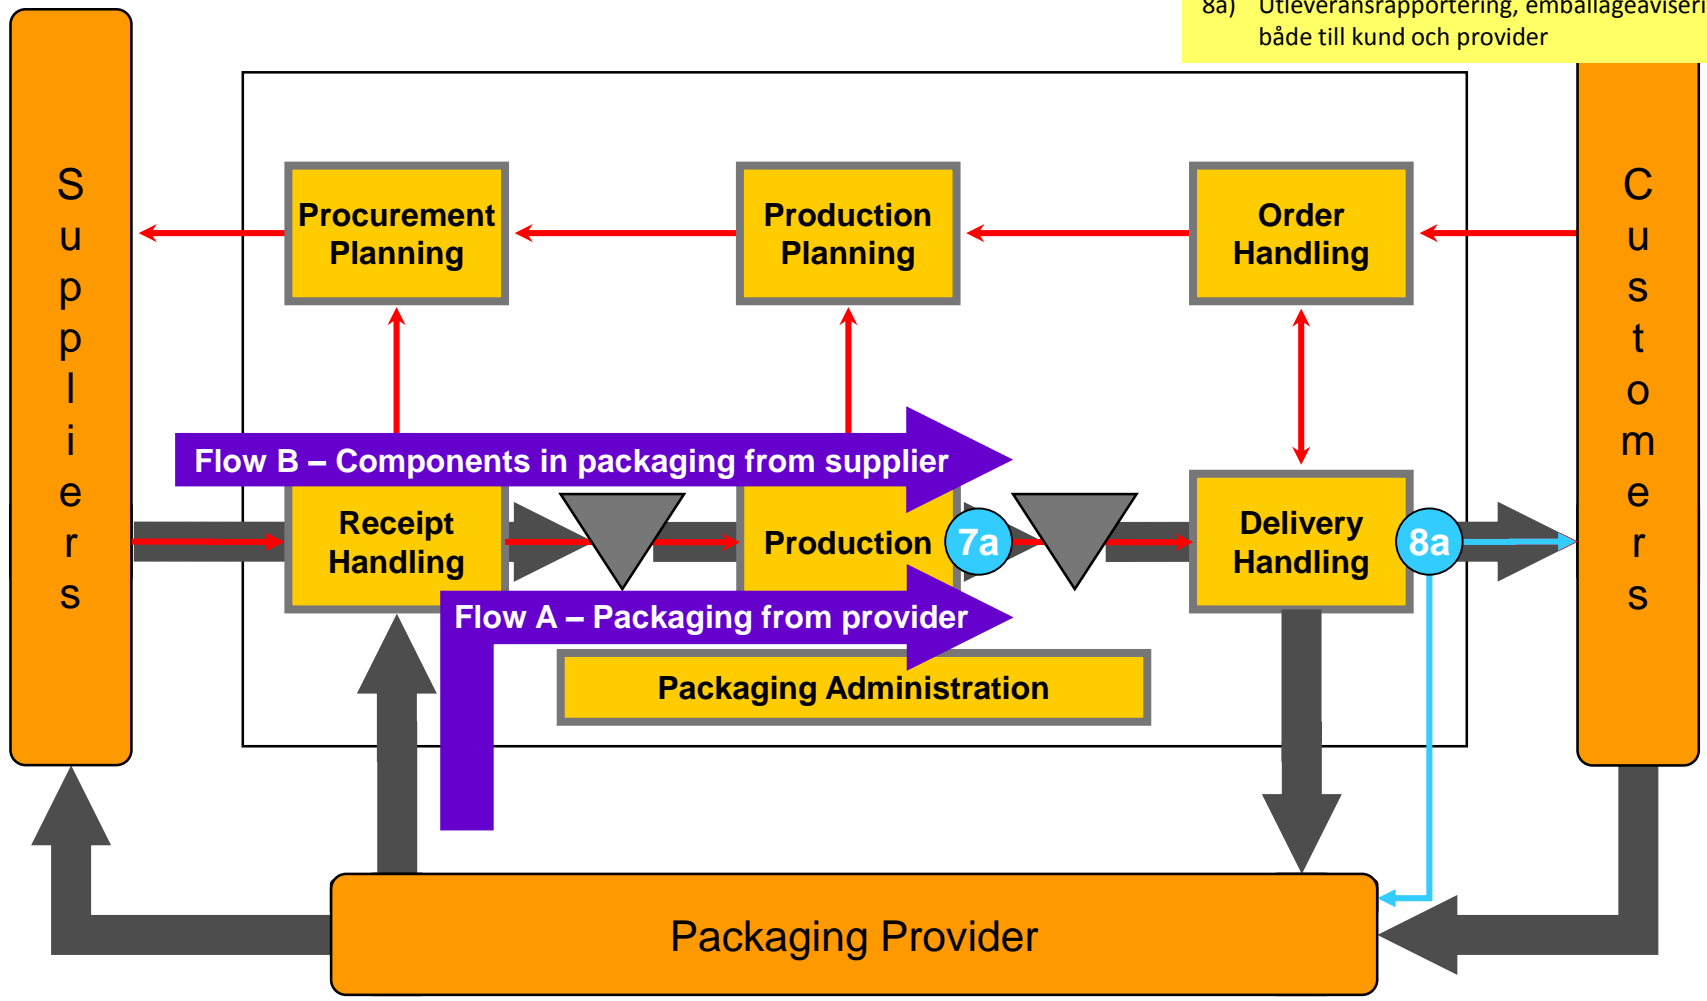 8a) Utleveransrapportering, emballageaviseri
både till kund och provider
Suppliers
Customers
Procurement
Planning
Production
Planning
Order
Handling
Flow B – Components in packaging from supplier
Receipt
Handling
Production
7a
Delivery
Handling
8a
Flow A – Packaging from provider
Packaging Administration
Packaging Provider